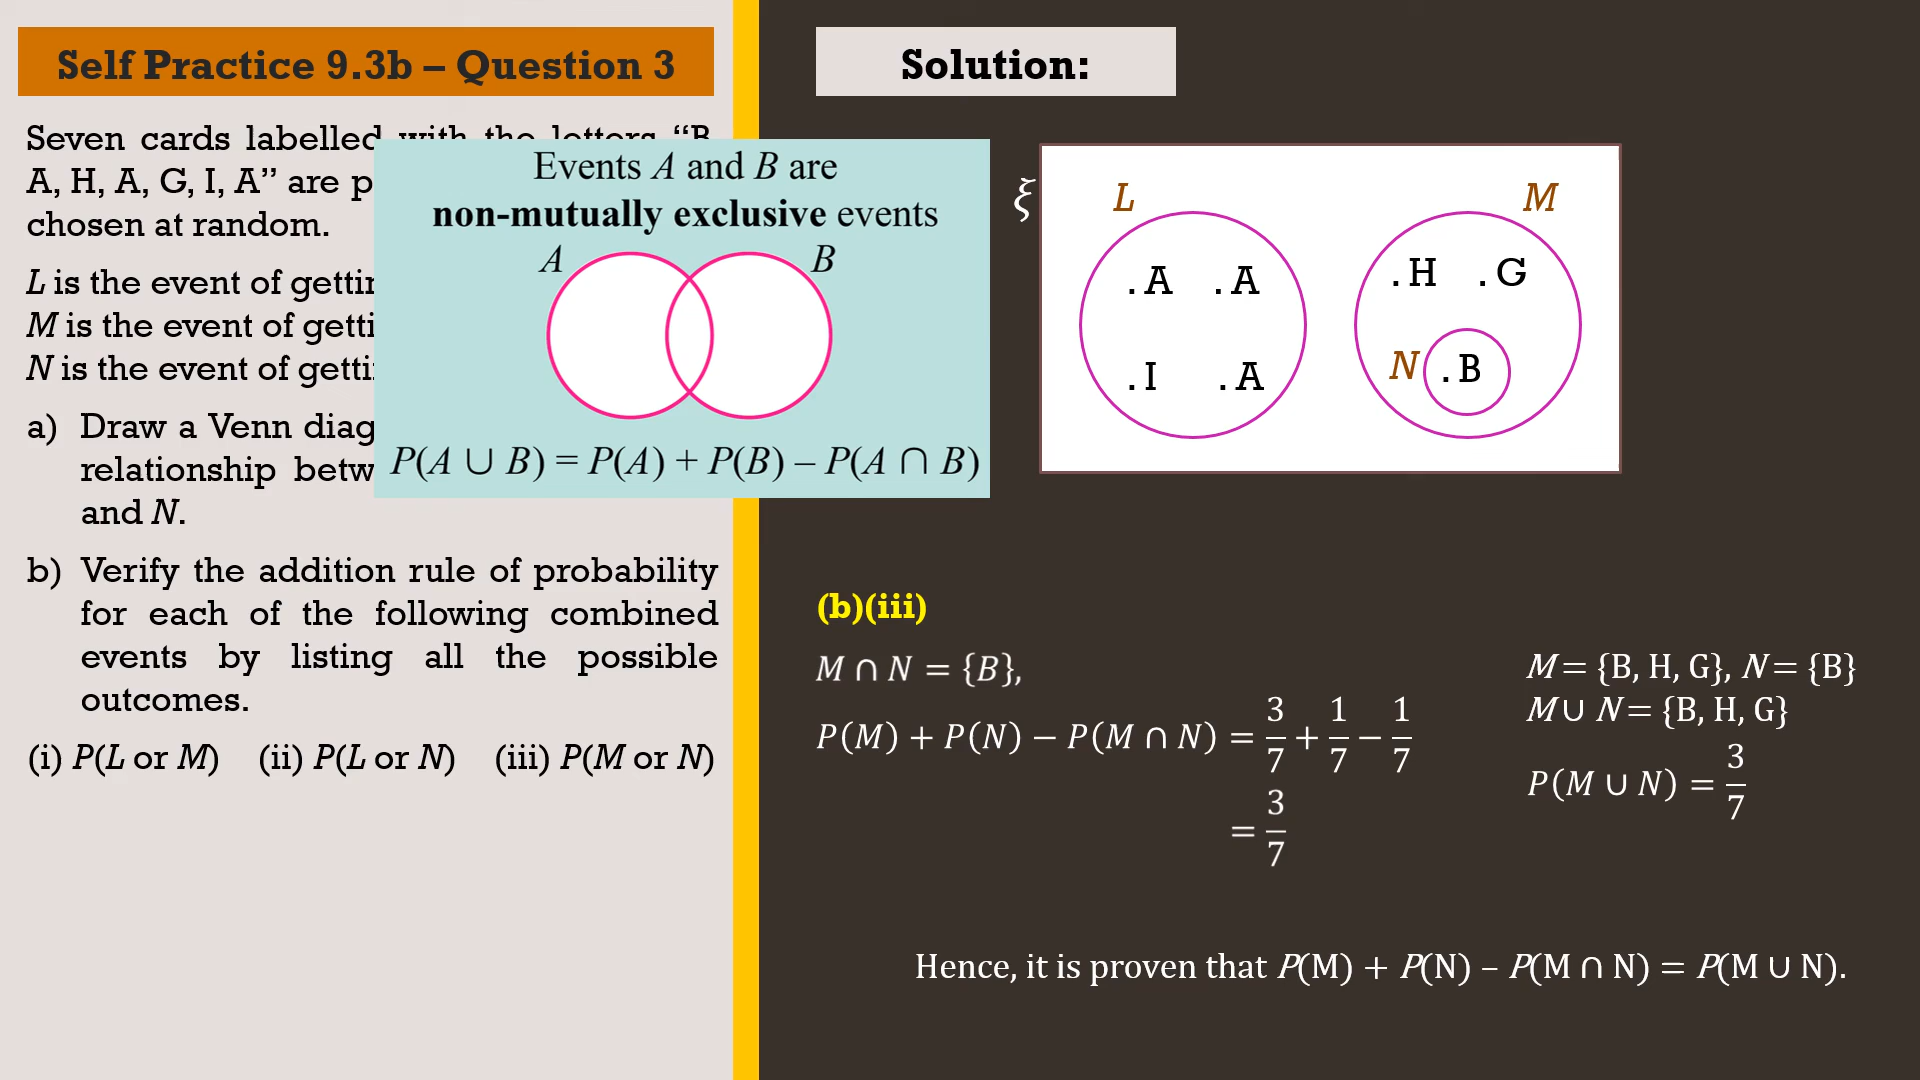 Self Practice 9.3b – Question 3
Seven cards labelled
A, H, A, G, I, A” are p
chosen at random.
L is the event of gettin
M is the event of getti
N is the event of getti
a) Draw a Venn diag
relationship betw
and N.
b) Verify the addition rule of probability
for each of the following combined
events by listing all the possible
outcomes.
(i) P(L or M) (ii) P(L or N) (iii) P(M or N)
Events A and B are
non-mutually exclusive events
A B
P(A ∪ B) = P(A) + P(B) – P(A ∩ B)
Solution:
ξ
L M
. A . A . H . G
. I . A N . B
(b)(iii)
M ∩ N = {B},
P(M) + P(N) − P(M ∩ N) = 3/7 + 1/7 − 1/7
= 3/7
M = {B, H, G}, N = {B}
M ∪ N = {B, H, G}
P(M ∪ N) = 3/7
Hence, it is proven that P(M) + P(N) – P(M ∩ N) = P(M ∪ N).